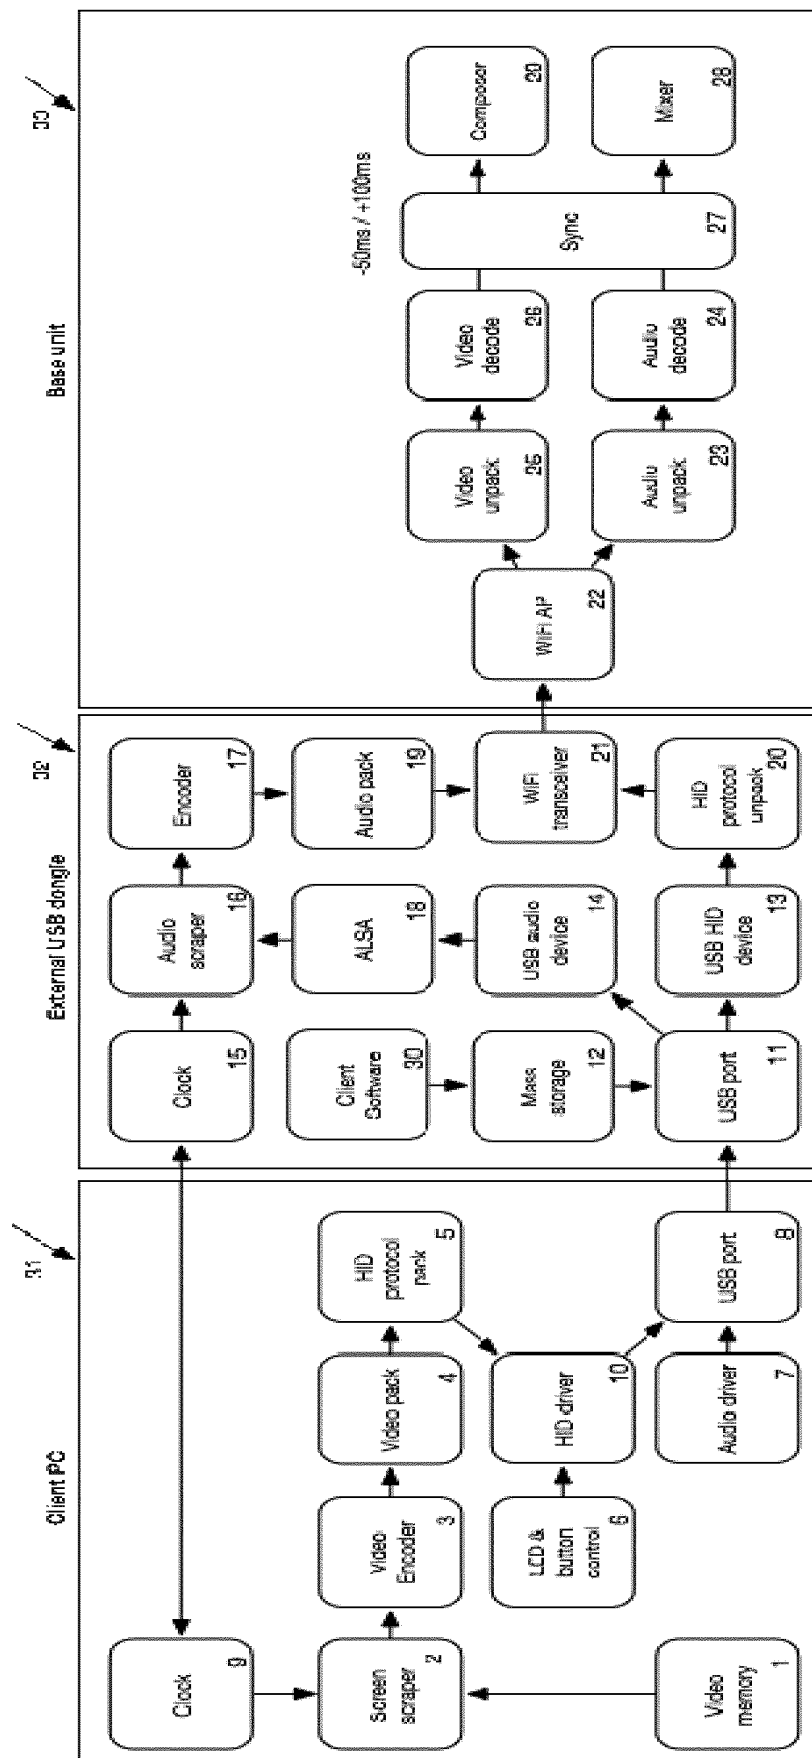 Client PC
31
Clock
9
Screen
scraper
2
Video
memory
1
Video
Encoder
3
Video pack
4
HID
protocol
pack
5
LCD &
button
control
6
HID driver
10
Audio driver
7
USB port
8
External USB dongle
32
Clock
15
Audio
scraper
16
Encoder
17
Client
Software
30
ALSA
18
Audio pack
19
Mass
storage
12
USB audio
device
14
WiFi
transceiver
21
USB port
11
USB HID
device
13
HID
protocol
unpack
20
Base unit
33
WiFi AP
22
Video
unpack
25
Video
decode
26
Audio
unpack
23
Audio
decode
24
-50ms / +100ms
Sync
27
Composer
Mixer
28